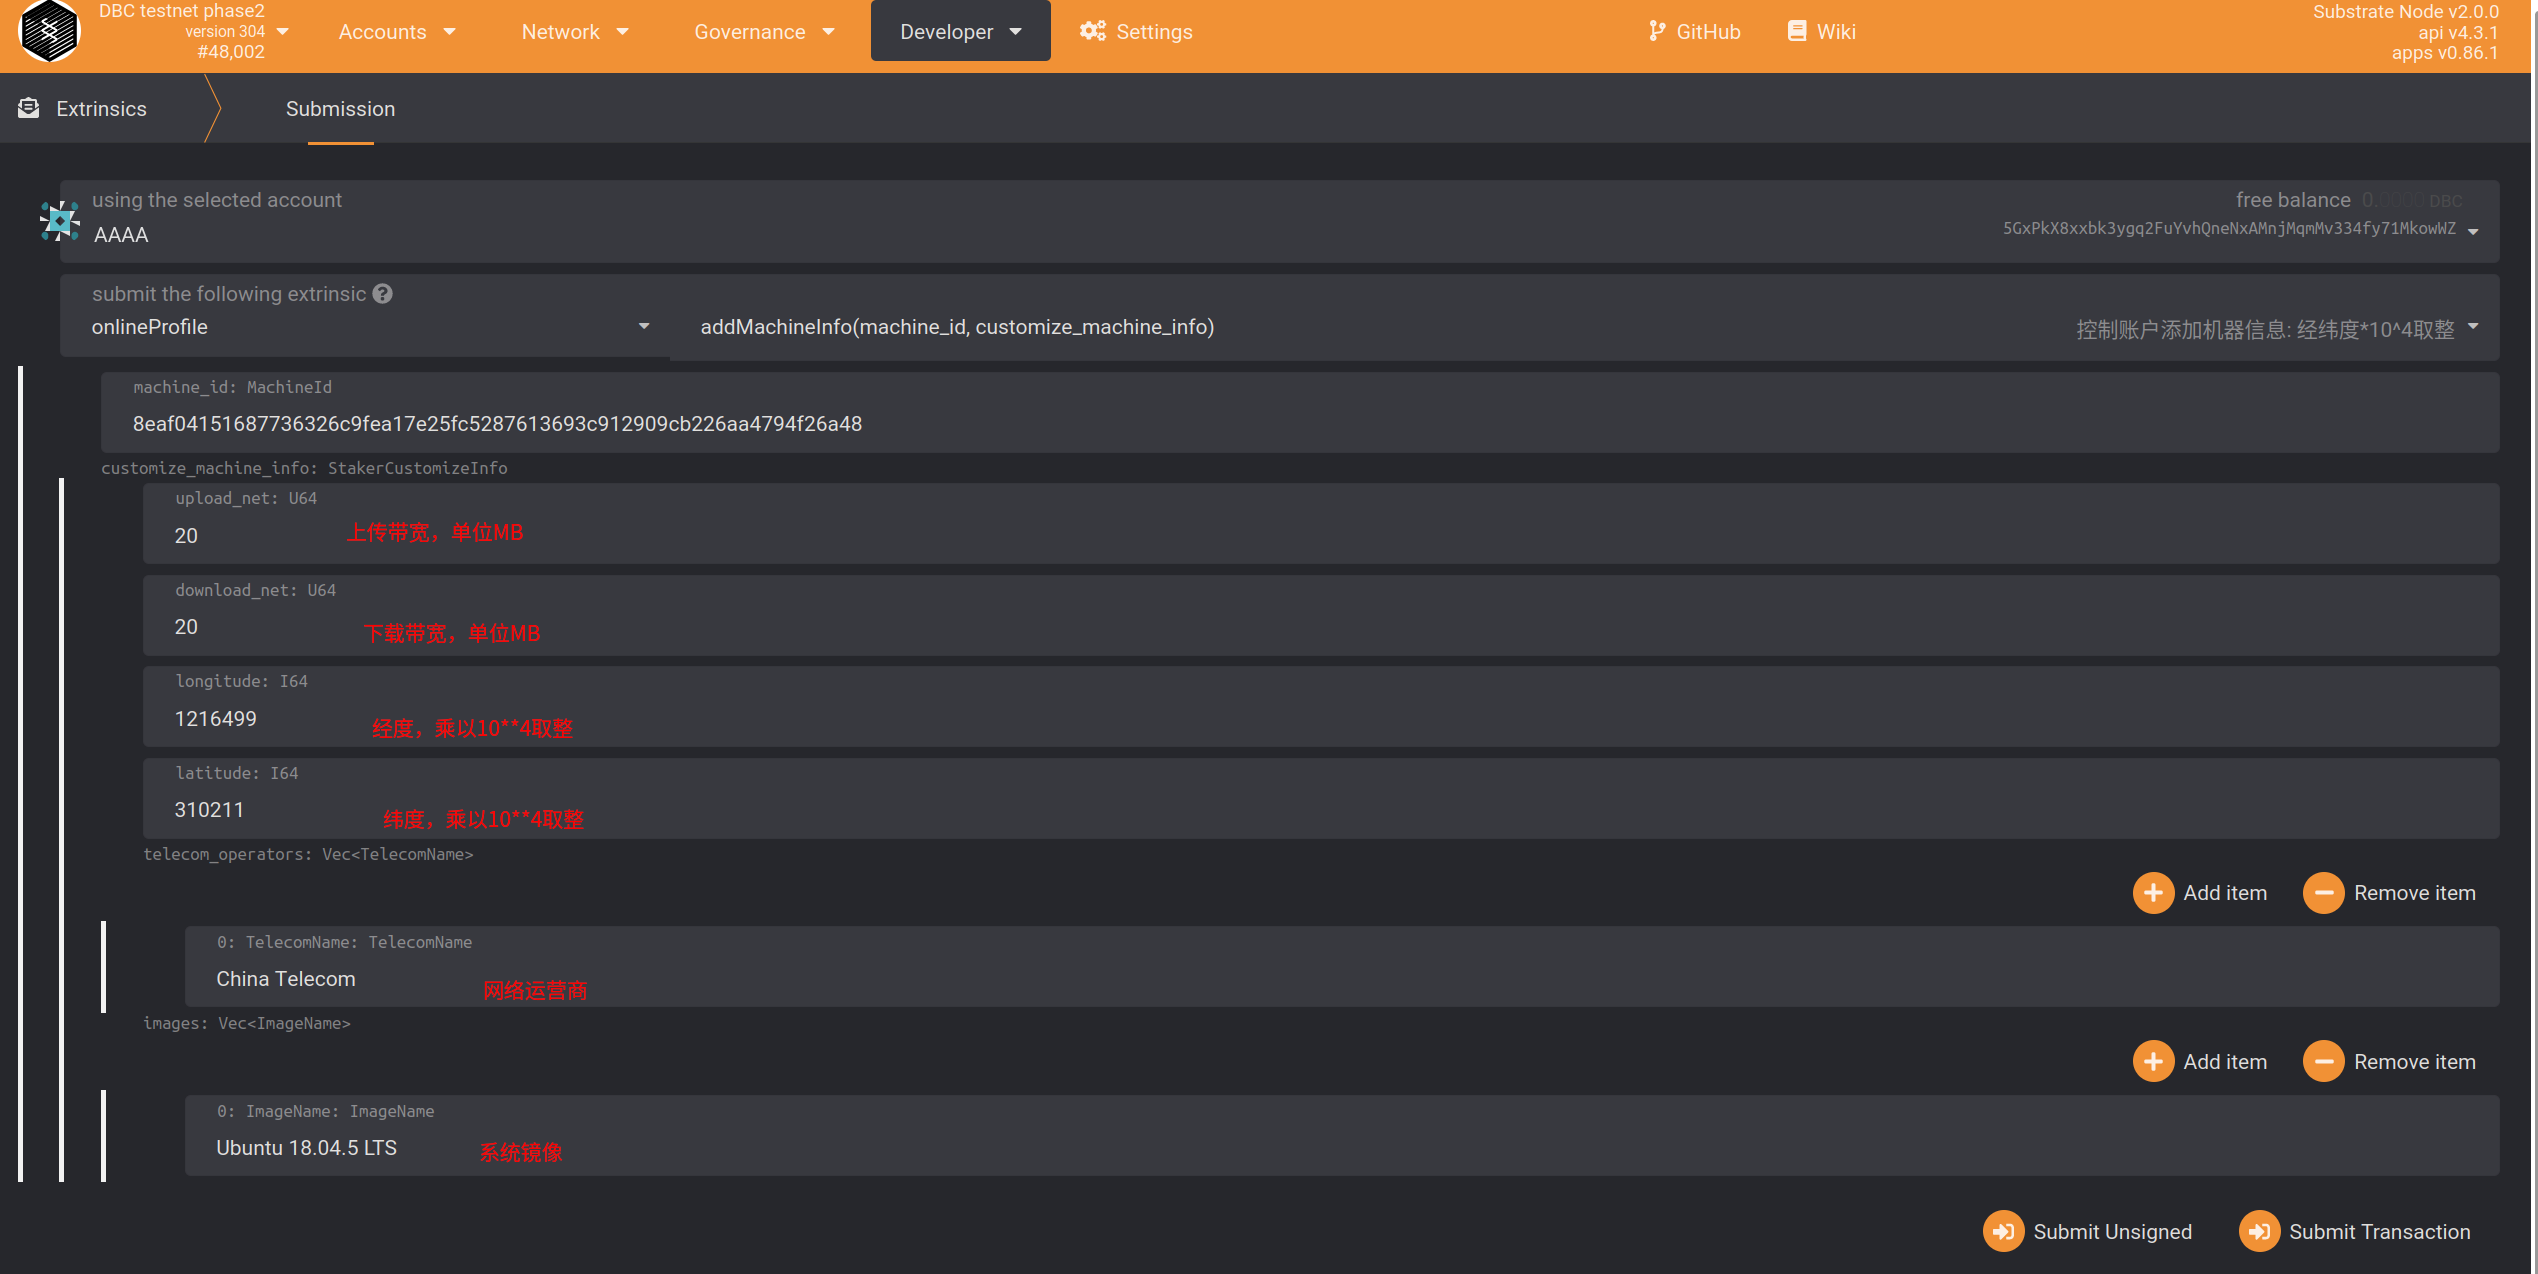 DBC testnet phase2
version 304
#48,002
Accounts
Network
Governance
Developer
Settings
GitHub
Wiki
Substrate Node v2.0.0
api v4.3.1
apps v0.86.1
Extrinsics
Submission
using the selected account
AAAA
free balance 0.0000 DBC
5GxPkX8xxbk3ygq2FuYvhQneNxAMnjMqmMv334fy71MkowWZ
submit the following extrinsic
onlineProfile
addMachineInfo(machine_id, customize_machine_info)
控制账户添加机器信息: 经纬度*10^4取整
machine_id: MachineId
8eaf04151687736326c9fea17e25fc5287613693c912909cb226aa4794f26a48
customize_machine_info: StakerCustomizeInfo
upload_net: U64
20
上传带宽，单位MB
download_net: U64
20
下载带宽，单位MB
longitude: I64
1216499
经度，乘以10**4取整
latitude: I64
310211
纬度，乘以10**4取整
telecom_operators: Vec<TelecomName>
Add item
Remove item
0: TelecomName: TelecomName
China Telecom
网络运营商
images: Vec<ImageName>
Add item
Remove item
0: ImageName: ImageName
Ubuntu 18.04.5 LTS
系统镜像
Submit Unsigned
Submit Transaction